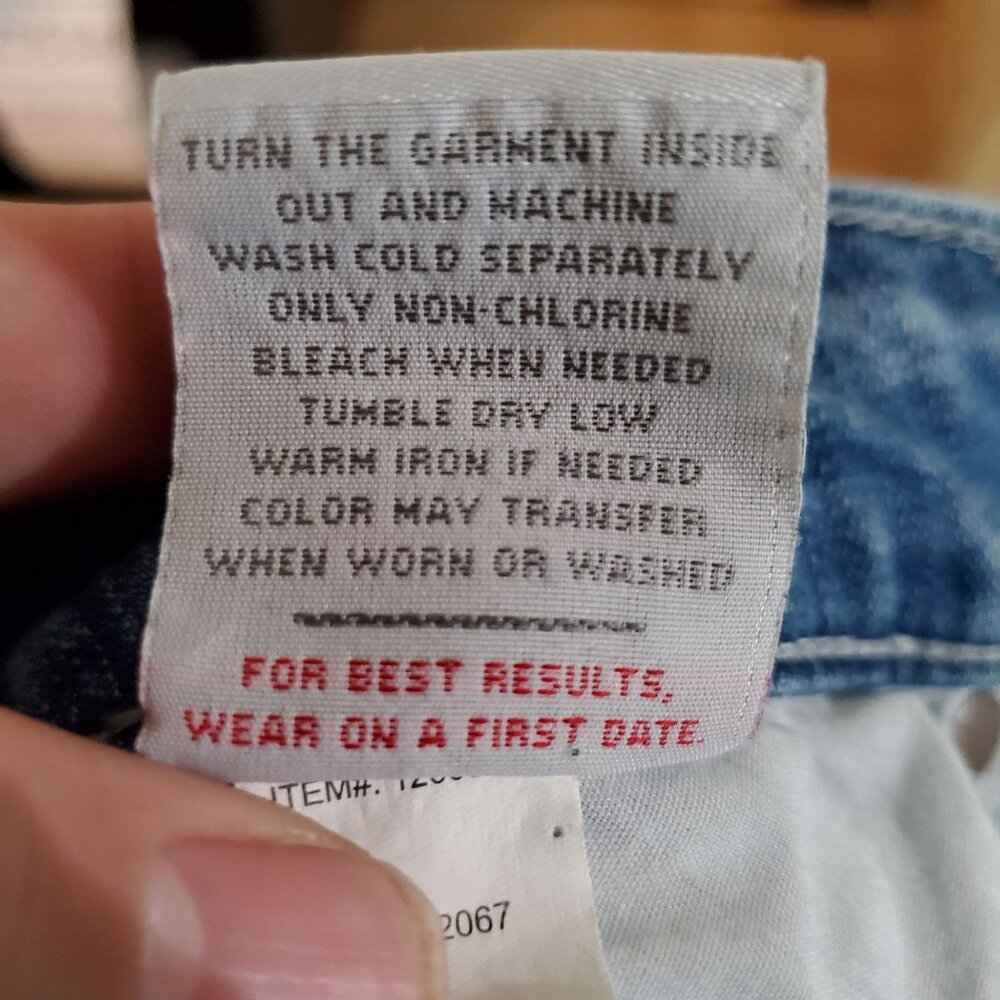 TURN THE GARMENT INSIDE
OUT AND MACHINE
WASH COLD SEPARATELY
ONLY NON-CHLORINE
BLEACH WHEN NEEDED
TUMBLE DRY LOW
WARM IRON IF NEEDED
COLOR MAY TRANSFER
WHEN WORN OR WASHED
FOR BEST RESULTS,
WEAR ON A FIRST DATE.
ITEM#:
2067